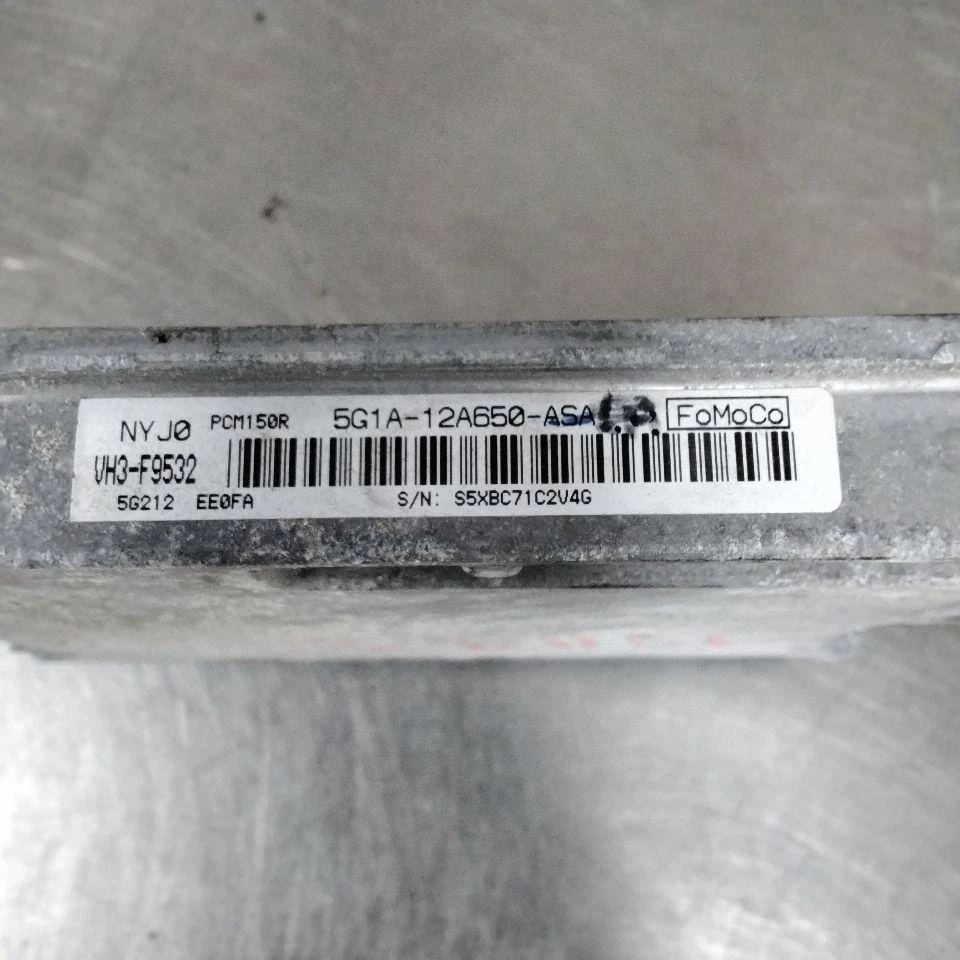 NYJ0 PCM150R 5G1A-12A650-ASA FoMoCo
VH3-F9532
5G212 EE0FA S/N: S5XBC71C2V4G